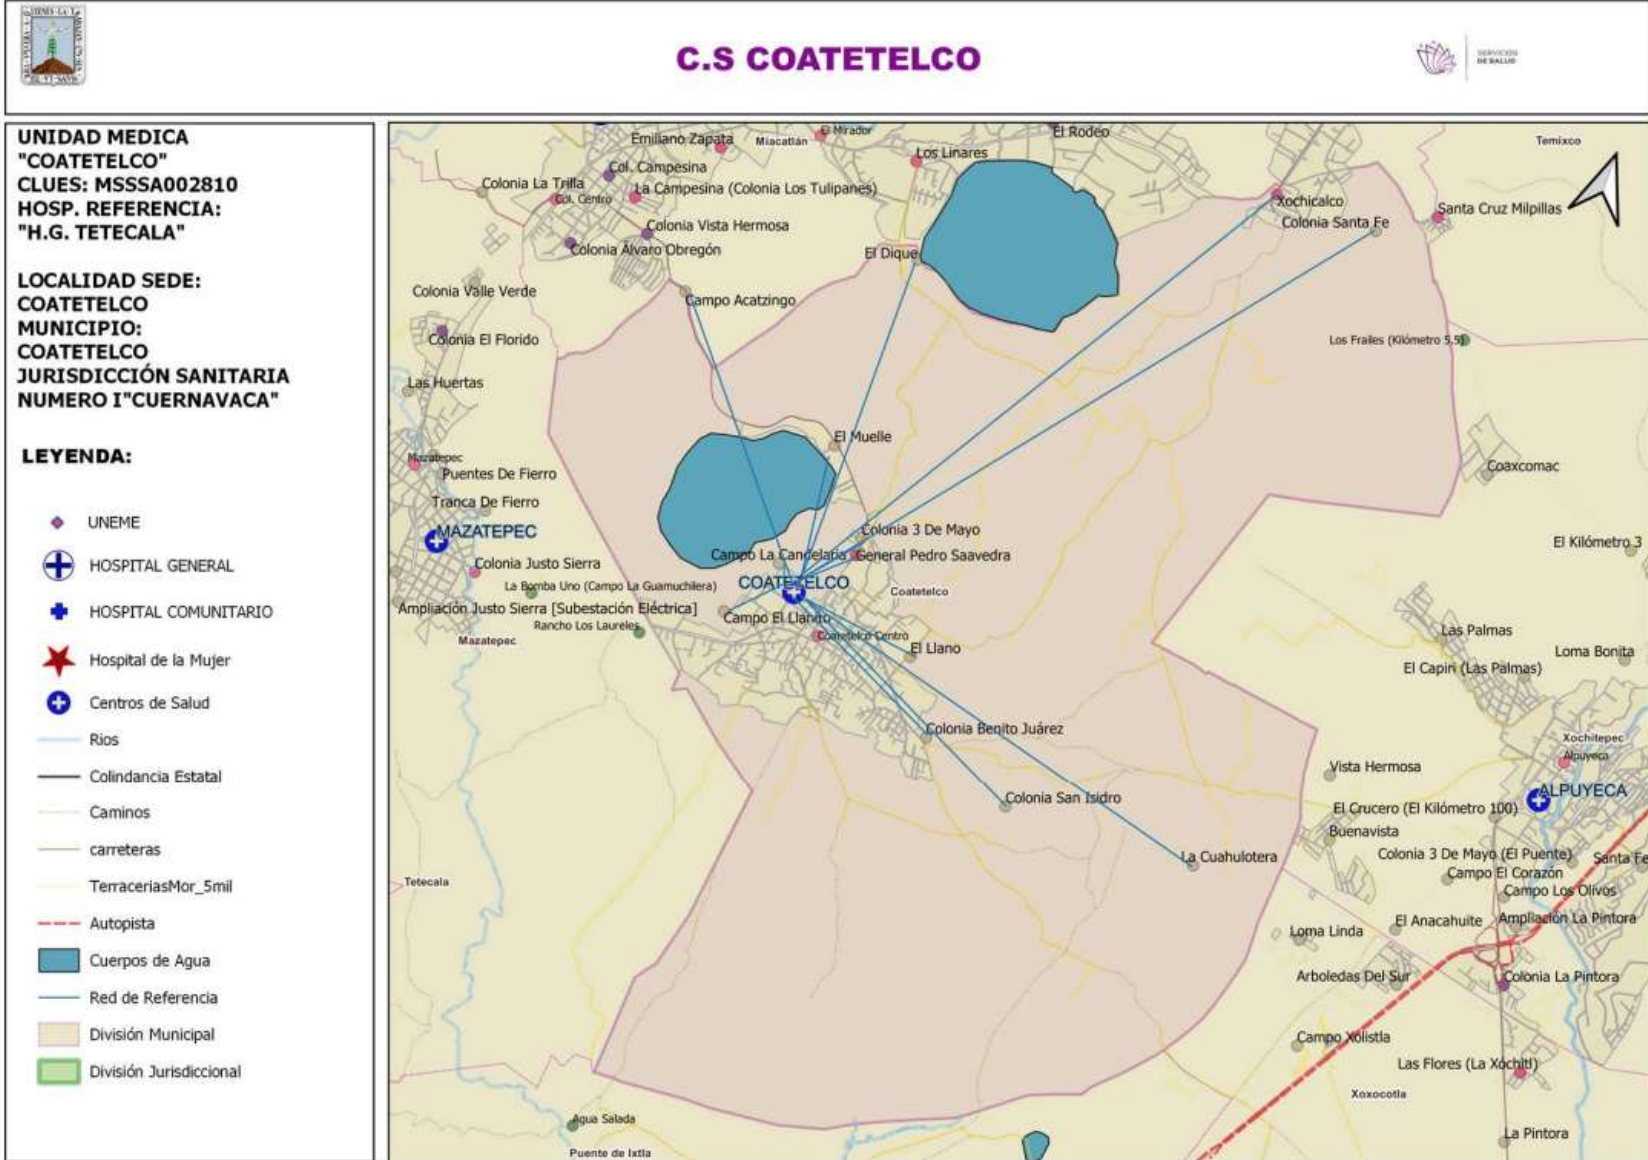 C.S COATETELCO
SERVICIOS
DE SALUD
UNIDAD MEDICA
"COATETELCO"
CLUES: MSSSA002810
HOSP. REFERENCIA:
"H.G. TETECALA"
LOCALIDAD SEDE:
COATETELCO
MUNICIPIO:
COATETELCO
JURISDICCIÓN SANITARIA
NUMERO I"CUERNAVACA"
LEYENDA:
UNEME
HOSPITAL GENERAL
HOSPITAL COMUNITARIO
Hospital de la Mujer
Centros de Salud
Rios
Colindancia Estatal
Caminos
carreteras
TerraceriasMor_5mil
Autopista
Cuerpos de Agua
Red de Referencia
División Municipal
División Jurisdiccional
Emiliano Zapata
Miacatlán
El Mirador
El Rodeo
Temixco
Los Linares
Col. Campesina
Colonia La Trilla
La Campesina (Colonia Los Tulipanes)
Col. Centro
Xochicalco
Santa Cruz Milpillas
Colonia Vista Hermosa
Colonia Santa Fe
Colonia Álvaro Obregón
El Dique
Colonia Valle Verde
Campo Acatzingo
Colonia El Florido
Los Frailes (Kilómetro 5.5)
Las Huertas
El Muelle
Mazatepec
Puentes De Fierro
Coaxcomac
Tranca De Fierro
MAZATEPEC
Colonia 3 De Mayo
El Kilómetro 3
Campo La Candelaria
General Pedro Saavedra
Colonia Justo Sierra
La Bomba Uno (Campo La Guamuchilera)
COATETELCO
Coatetelco
Ampliación Justo Sierra [Subestación Eléctrica]
Campo El Llando
Rancho Los Laureles
Coatetelco Centro
Mazatepec
El Llano
Las Palmas
Loma Bonita
El Capiri (Las Palmas)
Colonia Benito Juárez
Xochitepec
Alpuyeca
Vista Hermosa
ALPUYECA
Colonia San Isidro
El Crucero (El Kilómetro 100)
Buenavista
La Cuahulotera
Colonia 3 De Mayo (El Puente)
Santa Fe
Campo El Corazón
Tetecala
Campo Los Olivos
El Anacahuite
Ampliación La Pintora
Loma Linda
Arboledas Del Sur
Colonia La Pintora
Campo Xolistla
Las Flores (La Xóchitl)
Xoxocotla
Agua Salada
La Pintora
Puente de Ixtla